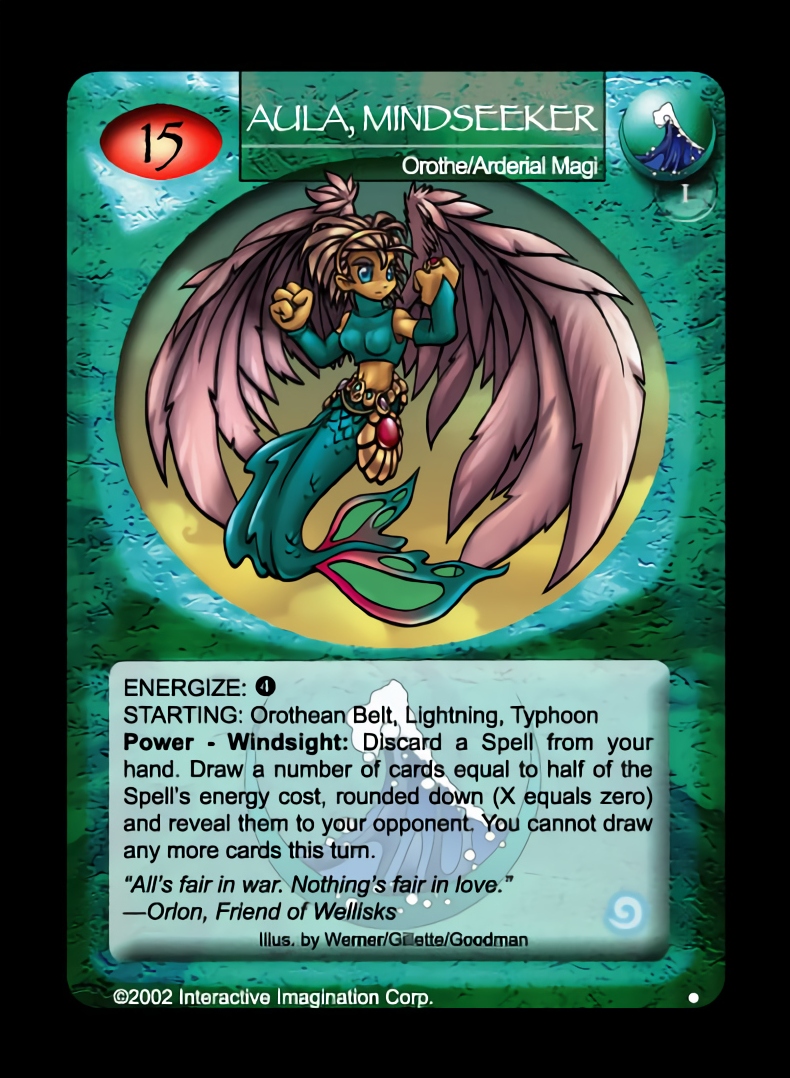 15
AULA, MINDSEEKER
Orothe/Arderial Magi
L
ENERGIZE: 4
STARTING: Orothean Belt, Lightning, Typhoon
Power - Windsight: Discard a Spell from your
hand. Draw a number of cards equal to half of the
Spell's energy cost, rounded down (X equals zero)
and reveal them to your opponent. You cannot draw
any more cards this turn.
"All's fair in war. Nothing's fair in love."
—Orlon, Friend of Wellisks
Illus. by Werner/Gillette/Goodman
©2002 Interactive Imagination Corp.